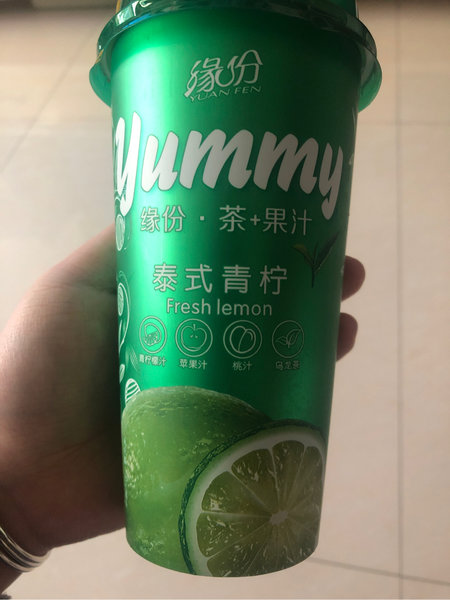 缘份
YUAN FEN
Yummy
缘份·茶+果汁
泰式青柠
Fresh lemon
青柠檬汁 苹果汁 桃汁 乌龙茶